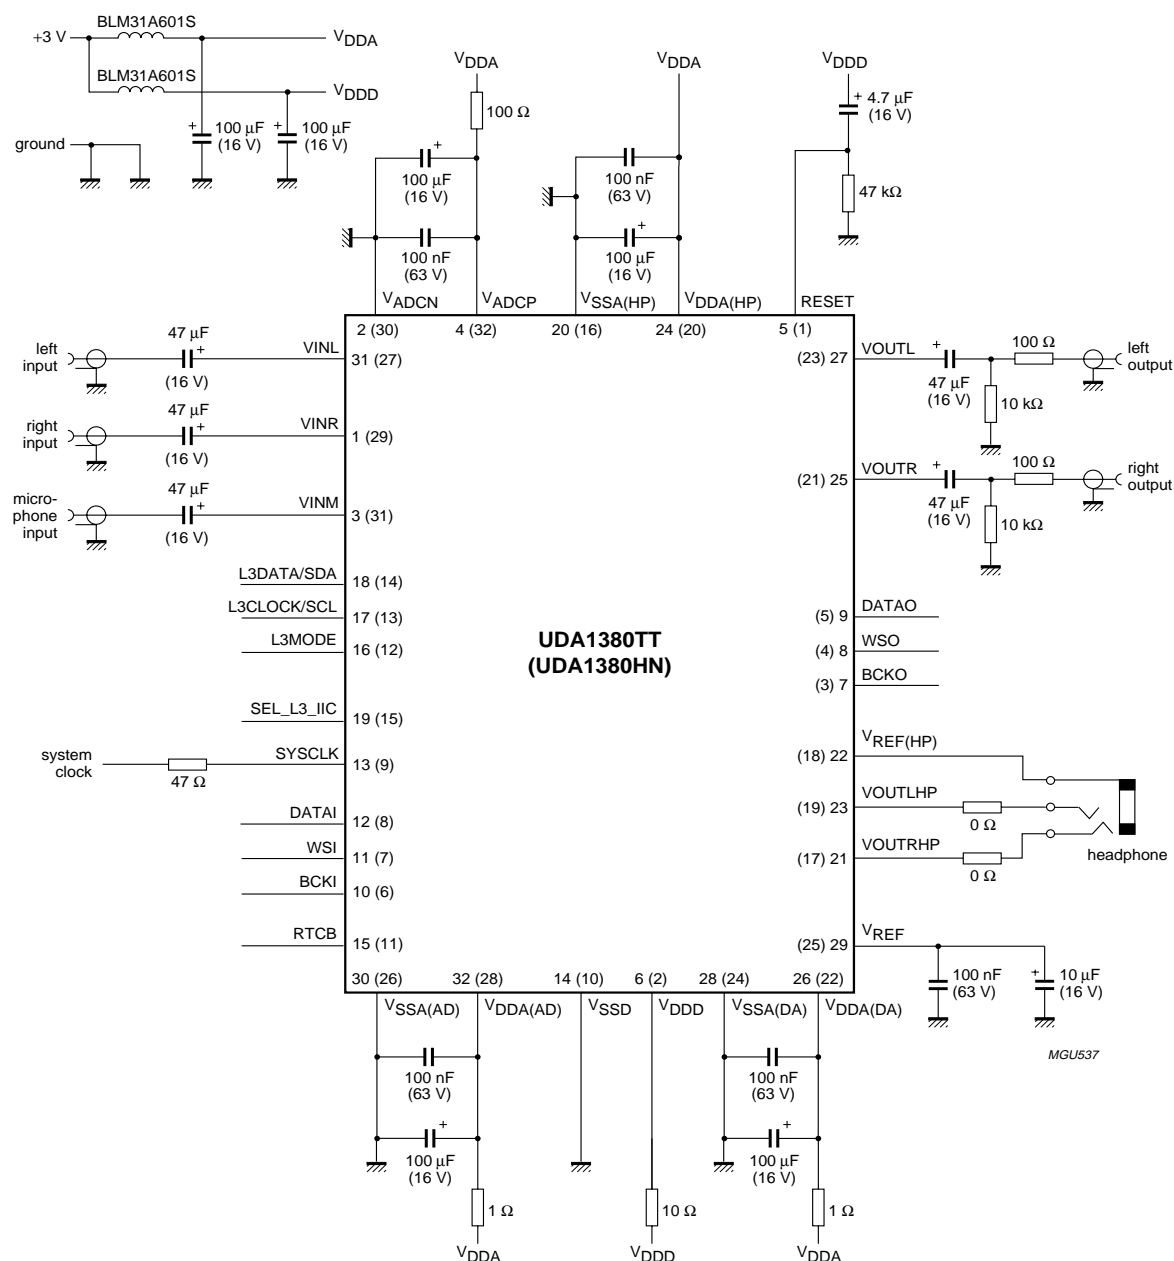 BLM31A601S
+3 V
VDDA
BLM31A601S
VDDD
100 μF
(16 V)
100 μF
(16 V)
ground
VDDA
100 Ω
100 μF
(16 V)
100 nF
(63 V)
VDDA
100 nF
(63 V)
100 μF
(16 V)
VDDD
4.7 μF
(16 V)
47 kΩ
VADCN
VADCP
VSSA(HP)
VDDA(HP)
RESET
2 (30)
4 (32)
20 (16)
24 (20)
5 (1)
left
input
47 μF
(16 V)
VINL
31 (27)
right
input
47 μF
(16 V)
VINR
1 (29)
micro-
phone
input
47 μF
(16 V)
VINM
3 (31)
L3DATA/SDA
18 (14)
L3CLOCK/SCL
17 (13)
L3MODE
16 (12)
SEL_L3_IIC
19 (15)
system
clock
47 Ω
SYSCLK
13 (9)
DATAI
12 (8)
WSI
11 (7)
BCKI
10 (6)
RTCB
15 (11)
UDA1380TT
(UDA1380HN)
(23) 27
VOUTL
47 μF
(16 V)
10 kΩ
100 Ω
left
output
(21) 25
VOUTR
47 μF
(16 V)
10 kΩ
100 Ω
right
output
(5) 9
DATAO
(4) 8
WSO
(3) 7
BCKO
(18) 22
VREF(HP)
(19) 23
VOUTLHP
0 Ω
(17) 21
VOUTRHP
0 Ω
headphone
(25) 29
VREF
100 nF
(63 V)
10 μF
(16 V)
30 (26)
32 (28)
14 (10)
6 (2)
28 (24)
26 (22)
VSSA(AD)
VDDA(AD)
VSSD
VDDD
VSSA(DA)
VDDA(DA)
100 nF
(63 V)
100 μF
(16 V)
1 Ω
VDDA
10 Ω
VDDD
100 nF
(63 V)
100 μF
(16 V)
1 Ω
VDDA
MGU537